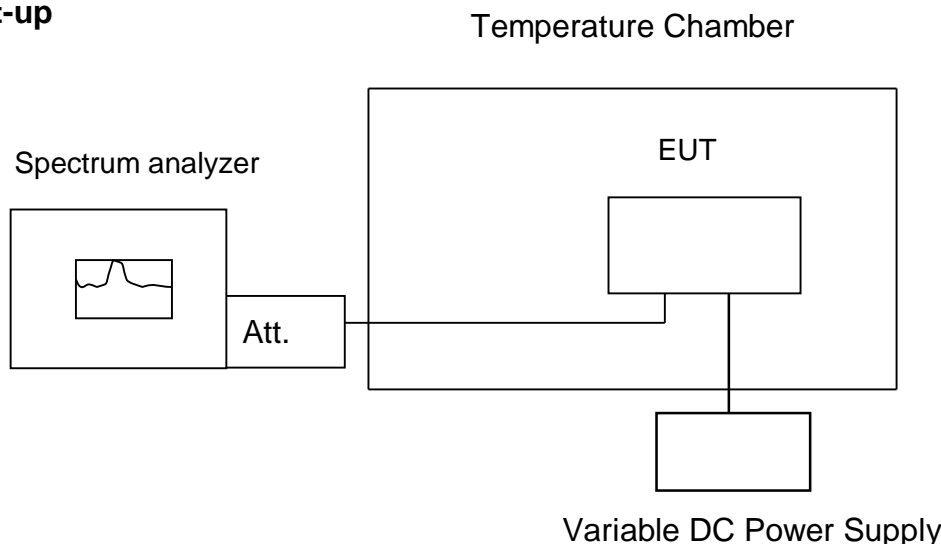 t-up
Temperature Chamber
EUT
Spectrum analyzer
Att.
Variable DC Power Supply